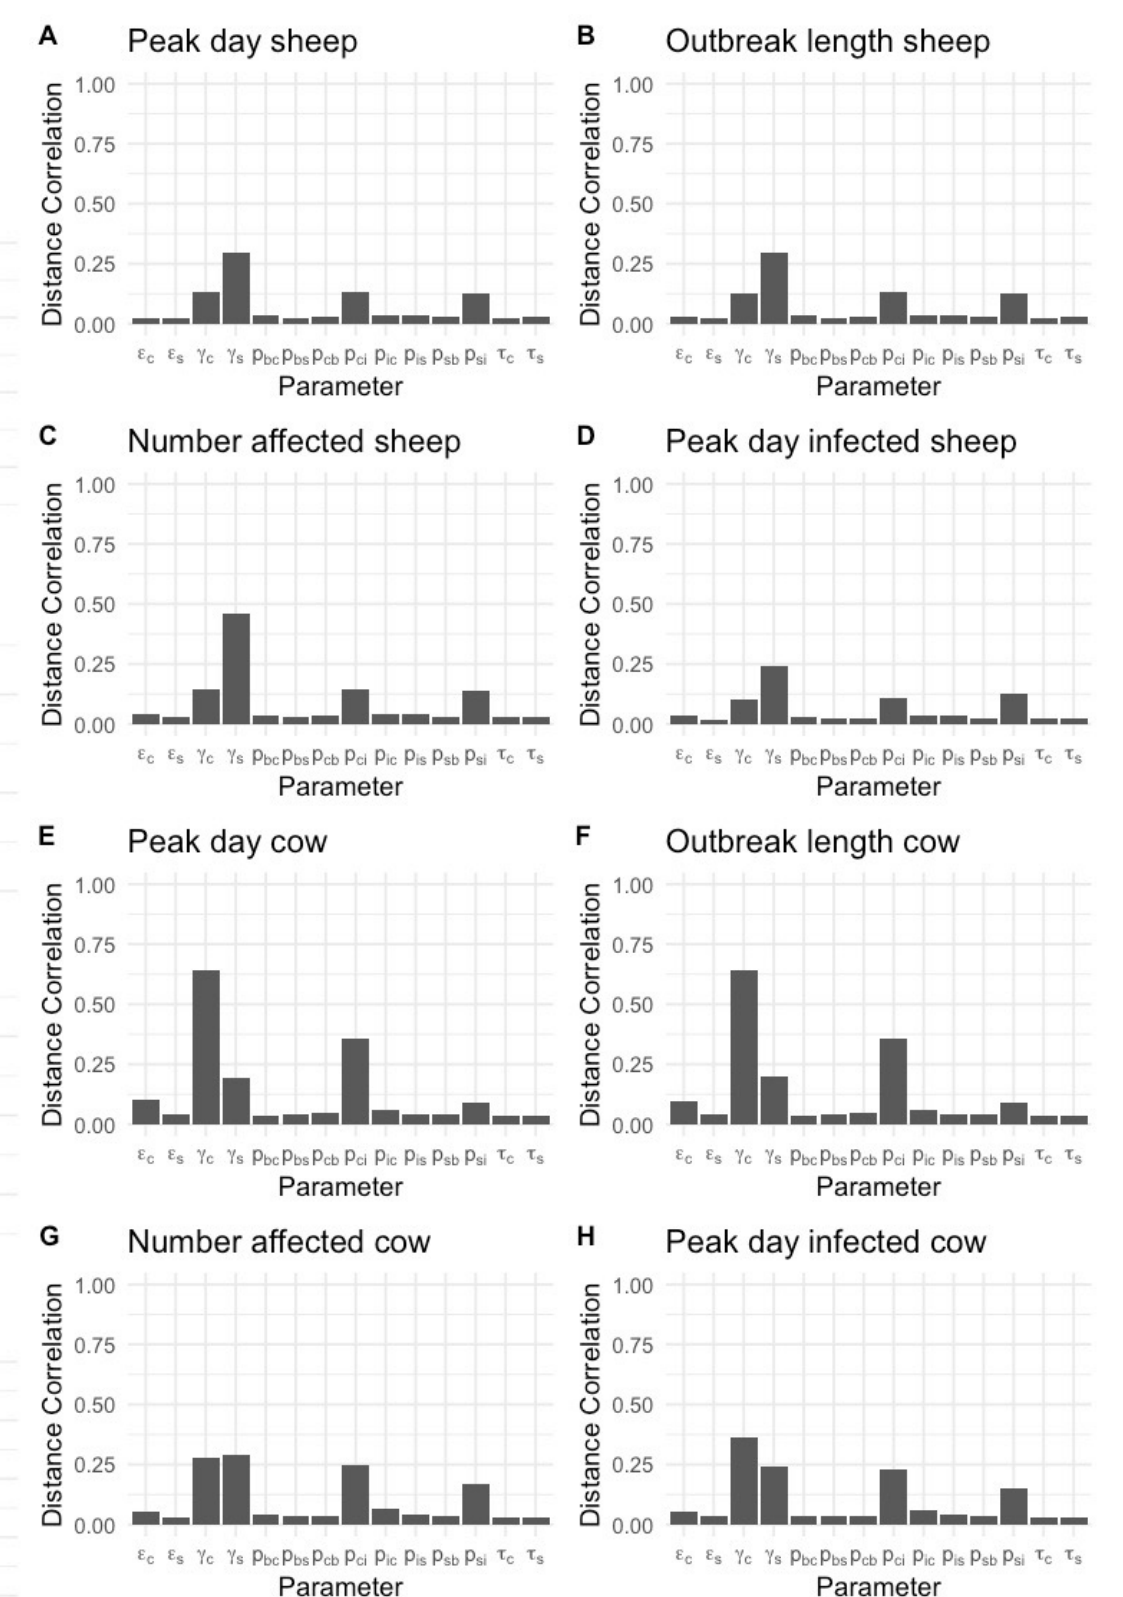 A Peak day sheep
1.00
0.75
0.50
0.25
0.00
Distance Correlation
εc εs γc γs pbc pbs pcb pci pic pis psb psi τc τs
Parameter
B Outbreak length sheep
1.00
0.75
0.50
0.25
0.00
Distance Correlation
εc εs γc γs pbc pbs pcb pci pic pis psb psi τc τs
Parameter
C Number affected sheep
1.00
0.75
0.50
0.25
0.00
Distance Correlation
εc εs γc γs pbc pbs pcb pci pic pis psb psi τc τs
Parameter
D Peak day infected sheep
1.00
0.75
0.50
0.25
0.00
Distance Correlation
εc εs γc γs pbc pbs pcb pci pic pis psb psi τc τs
Parameter
E Peak day cow
1.00
0.75
0.50
0.25
0.00
Distance Correlation
εc εs γc γs pbc pbs pcb pci pic pis psb psi τc τs
Parameter
F Outbreak length cow
1.00
0.75
0.50
0.25
0.00
Distance Correlation
εc εs γc γs pbc pbs pcb pci pic pis psb psi τc τs
Parameter
G Number affected cow
1.00
0.75
0.50
0.25
0.00
Distance Correlation
εc εs γc γs pbc pbs pcb pci pic pis psb psi τc τs
Parameter
H Peak day infected cow
1.00
0.75
0.50
0.25
0.00
Distance Correlation
εc εs γc γs pbc pbs pcb pci pic pis psb psi τc τs
Parameter